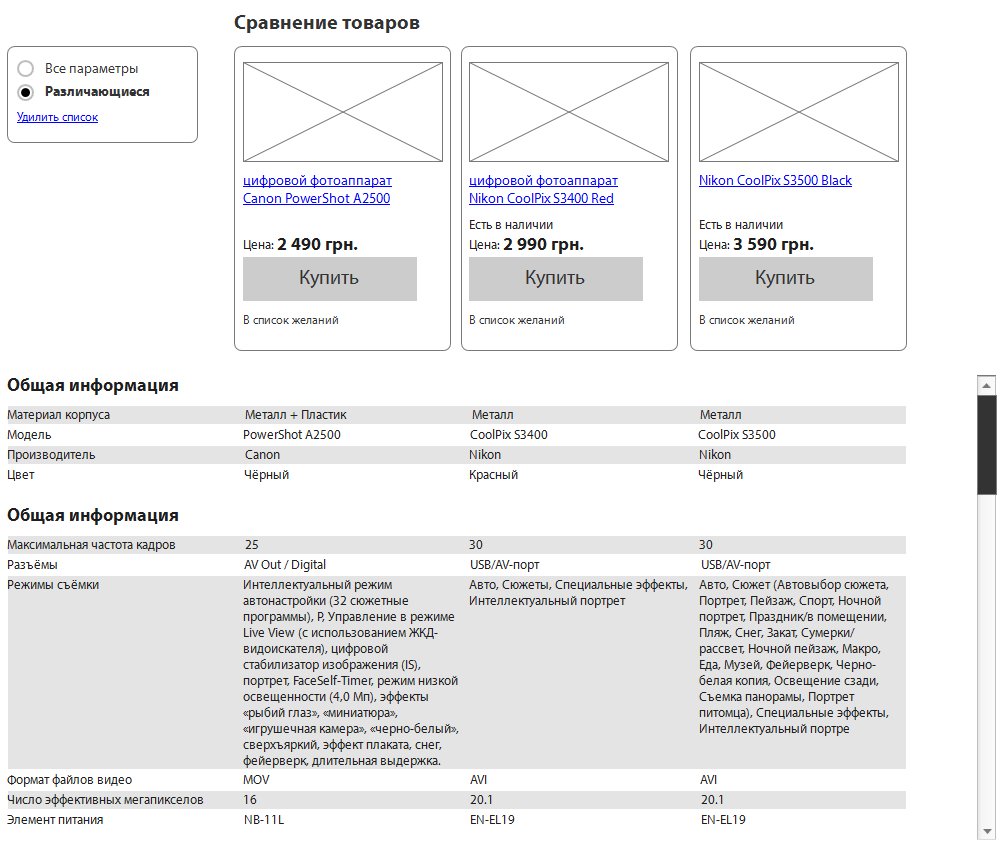 Сравнение товаров
Все параметры
Различающиеся
Удилить список
цифровой фотоаппарат
Canon PowerShot A2500
Цена: 2 490 грн.
Купить
В список желаний
цифровой фотоаппарат
Nikon CoolPix S3400 Red
Есть в наличии
Цена: 2 990 грн.
Купить
В список желаний
Nikon CoolPix S3500 Black
Есть в наличии
Цена: 3 590 грн.
Купить
В список желаний
Общая информация
Материал корпуса Металл + Пластик Металл Металл
Модель PowerShot A2500 CoolPix S3400 CoolPix S3500
Производитель Canon Nikon Nikon
Цвет Чёрный Красный Чёрный
Общая информация
Максимальная частота кадров 25 30 30
Разъёмы AV Out / Digital USB/AV-порт USB/AV-порт
Режимы съёмки
Интеллектуальный режим
автонастройки (32 сюжетные
программы), P, Управление в режиме
Live View (с использованием ЖКД-
видоискателя), цифровой
стабилизатор изображения (IS),
портрет, FaceSelf-Timer, режим низкой
освещенности (4,0 Мп), эффекты
«рыбий глаз», «миниатюра»,
«игрушечная камера», «черно-белый»,
сверхъяркий, эффект плаката, снег,
фейерверк, длительная выдержка.
Авто, Сюжеты, Специальные эффекты,
Интеллектуальный портрет
Авто, Сюжет (Автовыбор сюжета,
Портрет, Пейзаж, Спорт, Ночной
портрет, Праздник/в помещении,
Пляж, Снег, Закат, Сумерки/
рассвет, Ночной пейзаж, Макро,
Еда, Музей, Фейерверк, Черно-
белая копия, Освещение сзади,
Съемка панорамы, Портрет
питомца), Специальные эффекты,
Интеллектуальный портре
Формат файлов видео MOV AVI AVI
Число эффективных мегапикселов 16 20.1 20.1
Элемент питания NB-11L EN-EL19 EN-EL19